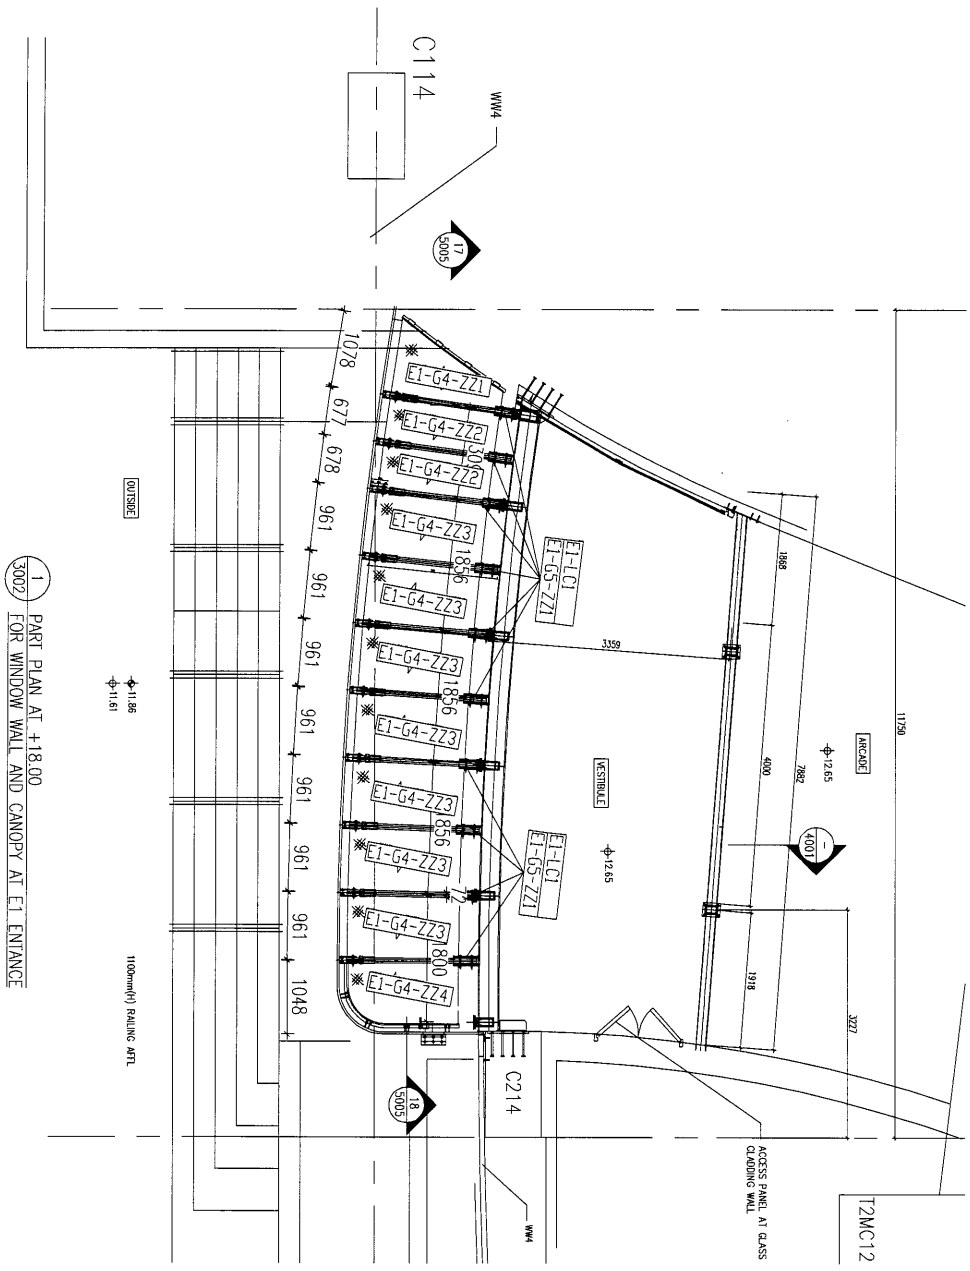 C114
WW4
17
5005
1078
677
678
961
961
961
961
961
961
961
1048
E1-G4-ZZ1
E1-G4-ZZ2
E1-G4-ZZ2
E1-G4-ZZ3
E1-G4-ZZ3
E1-G4-ZZ3
E1-G4-ZZ3
E1-G4-ZZ3
E1-G4-ZZ3
E1-G4-ZZ3
E1-G4-ZZ4
1856
1856
1856
72
1800
E1-LC1
E1-G5-ZZ1
E1-LC1
E1-G5-ZZ1
3359
1868
4000
7882
1918
3227
11750
ARCADE
12.65
VESTIBULE
12.65
-
4001
OUTSIDE
11.86
11.61
1100mm(H) RAILING AFFL
18
5005
C214
WW4
ACCESS PANEL AT GLASS
CLADDING WALL
T2MC12
1
3002
PART PLAN AT +18.00
FOR WINDOW WALL AND CANOPY AT E1 ENTANCE